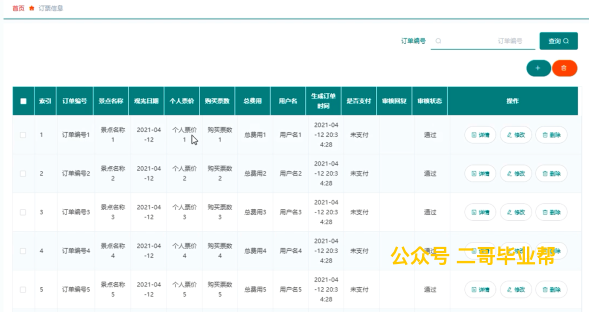 首页 订票信息
订单编号 订单编号 查询
+
索引 订单编号 景点名称 观光日期 个人票价 购买票数 总费用 用户名 生成订单时间 是否支付 审核回复 审核状态 操作
1 订单编号1 景点名称1 2021-04-12 个人票价1 购买票数1 总费用1 用户名1 2021-04-12 20:34:28 未支付 通过 详情 修改 删除
2 订单编号2 景点名称2 2021-04-12 个人票价2 购买票数2 总费用2 用户名2 2021-04-12 20:34:28 未支付 通过 详情 修改 删除
3 订单编号3 景点名称3 2021-04-12 个人票价3 购买票数3 总费用3 用户名3 2021-04-12 20:34:28 未支付 通过 详情 修改 删除
4 订单编号4 景点名称4 2021-04-12 个人票价4 购买票数4 总费用4 用户名4 2021-04-12 20:34:28 未支付 通过 详情 修改 删除
公众号 二哥毕业帮
5 订单编号5 景点名称5 2021-04-12 个人票价5 购买票数5 总费用5 用户名5 2021-04-12 20:34:28 未支付 通过 详情 修改 删除